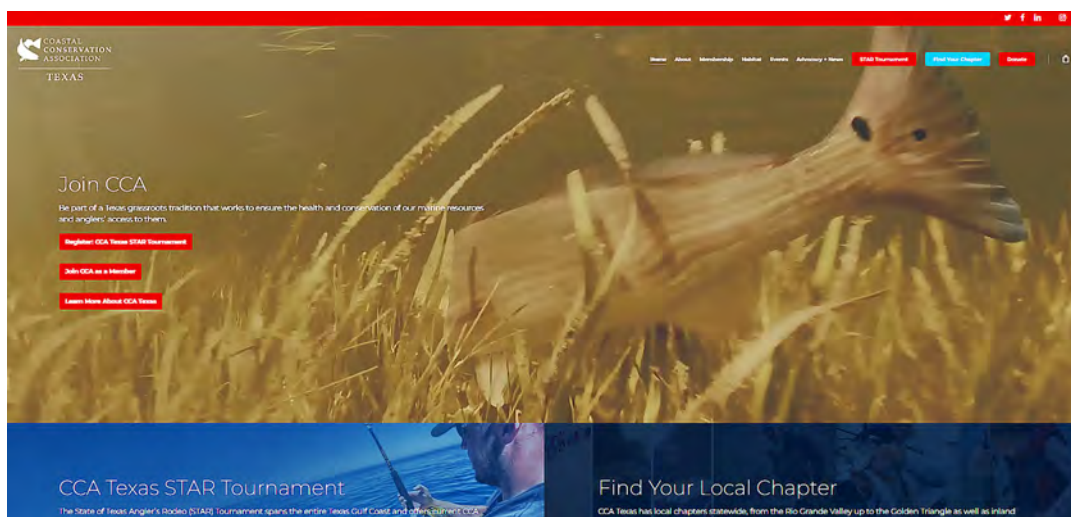 COASTAL
CONSERVATION
ASSOCIATION
TEXAS
Home About Membership Habitat Events Advocacy + News STAR Tournament Find Your Chapter Donate
Join CCA
Be part of a Texas grassroots tradition that works to ensure the health and conservation of our marine resources
and anglers' access to them.
Register: CCA Texas STAR Tournament
Join CCA as a Member
Learn More About CCA Texas
CCA Texas STAR Tournament
The State of Texas Angler's Rodeo (STAR) Tournament spans the entire Texas Gulf Coast and offers current CCA
Find Your Local Chapter
CCA Texas has local chapters statewide, from the Rio Grande Valley up to the Golden Triangle as well as inland